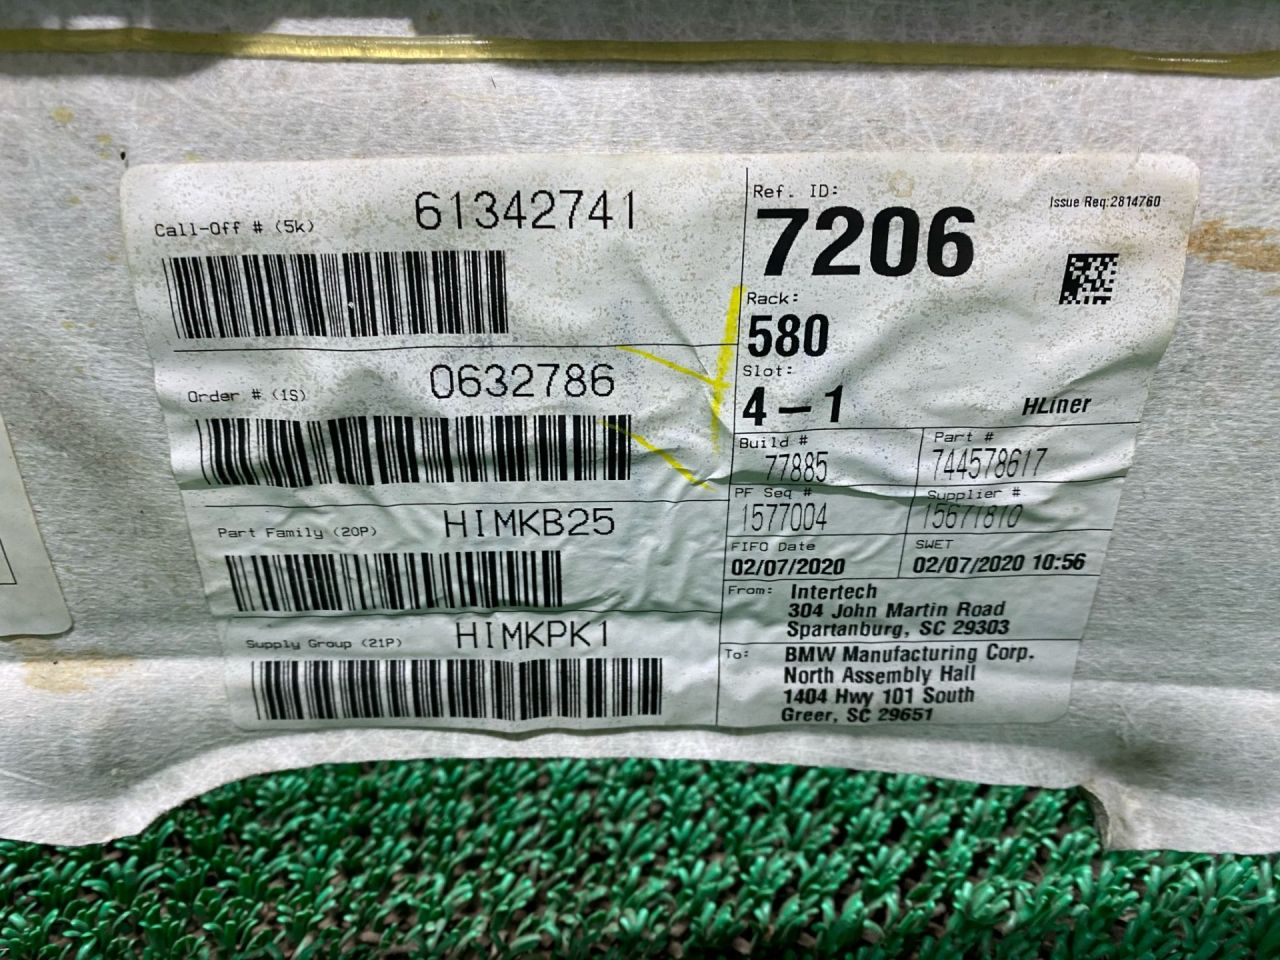 Call-Off # (5k) 61342741
Order # (1S) 0632786
Part Family (20P) HIMKB25
Supply Group (21P) HIMKPK1
Ref. ID:
7206
Issue Req:2814760
Rack:
580
Slot:
4-1
HLiner
Build #
77885
Part #
744578617
PF Seq #
1577004
Supplier #
15671810
FIFO Date
02/07/2020
SWET
02/07/2020 10:56
From: Intertech
304 John Martin Road
Spartanburg, SC 29303
To: BMW Manufacturing Corp.
North Assembly Hall
1404 Hwy 101 South
Greer, SC 29651